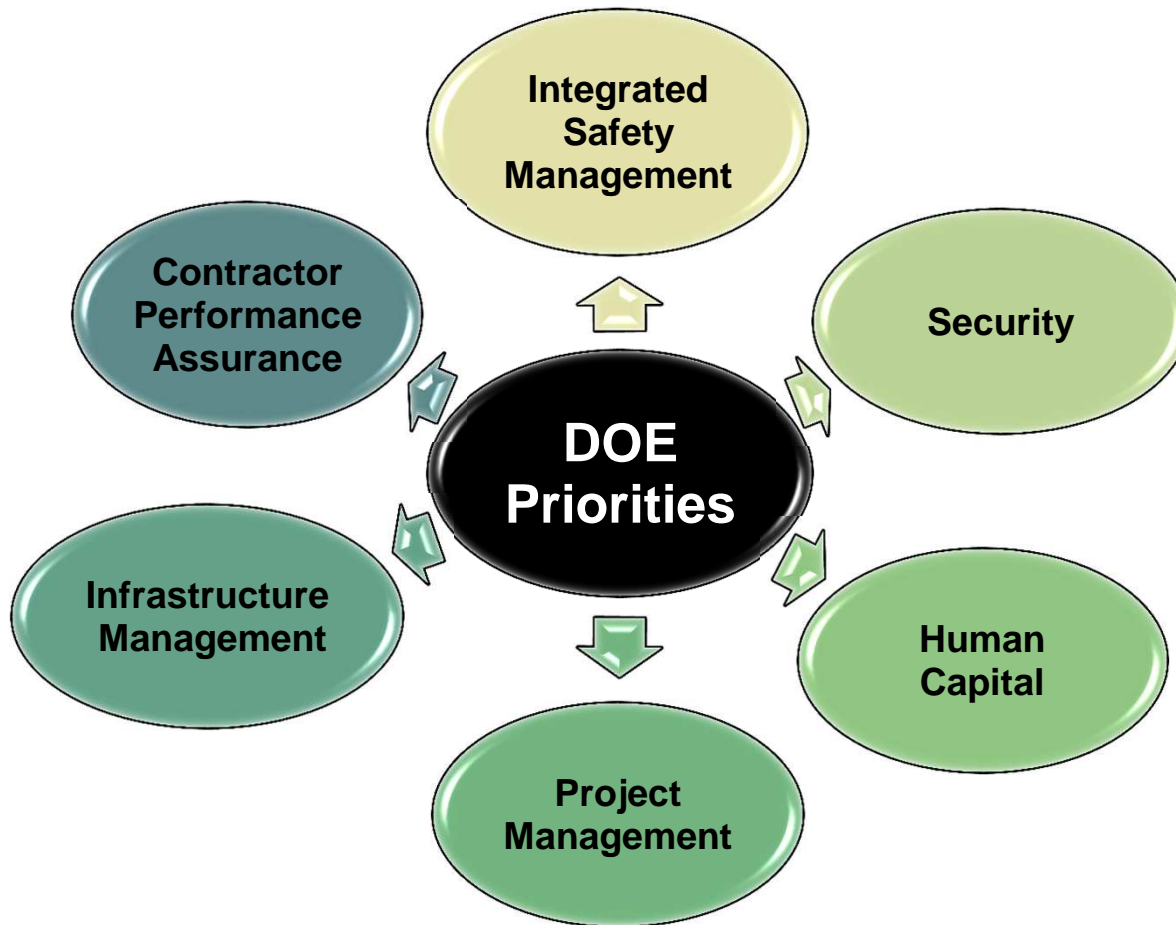 Integrated
Safety
Management
Contractor
Performance
Assurance
Security
DOE
Priorities
Infrastructure
Management
Human
Capital
Project
Management